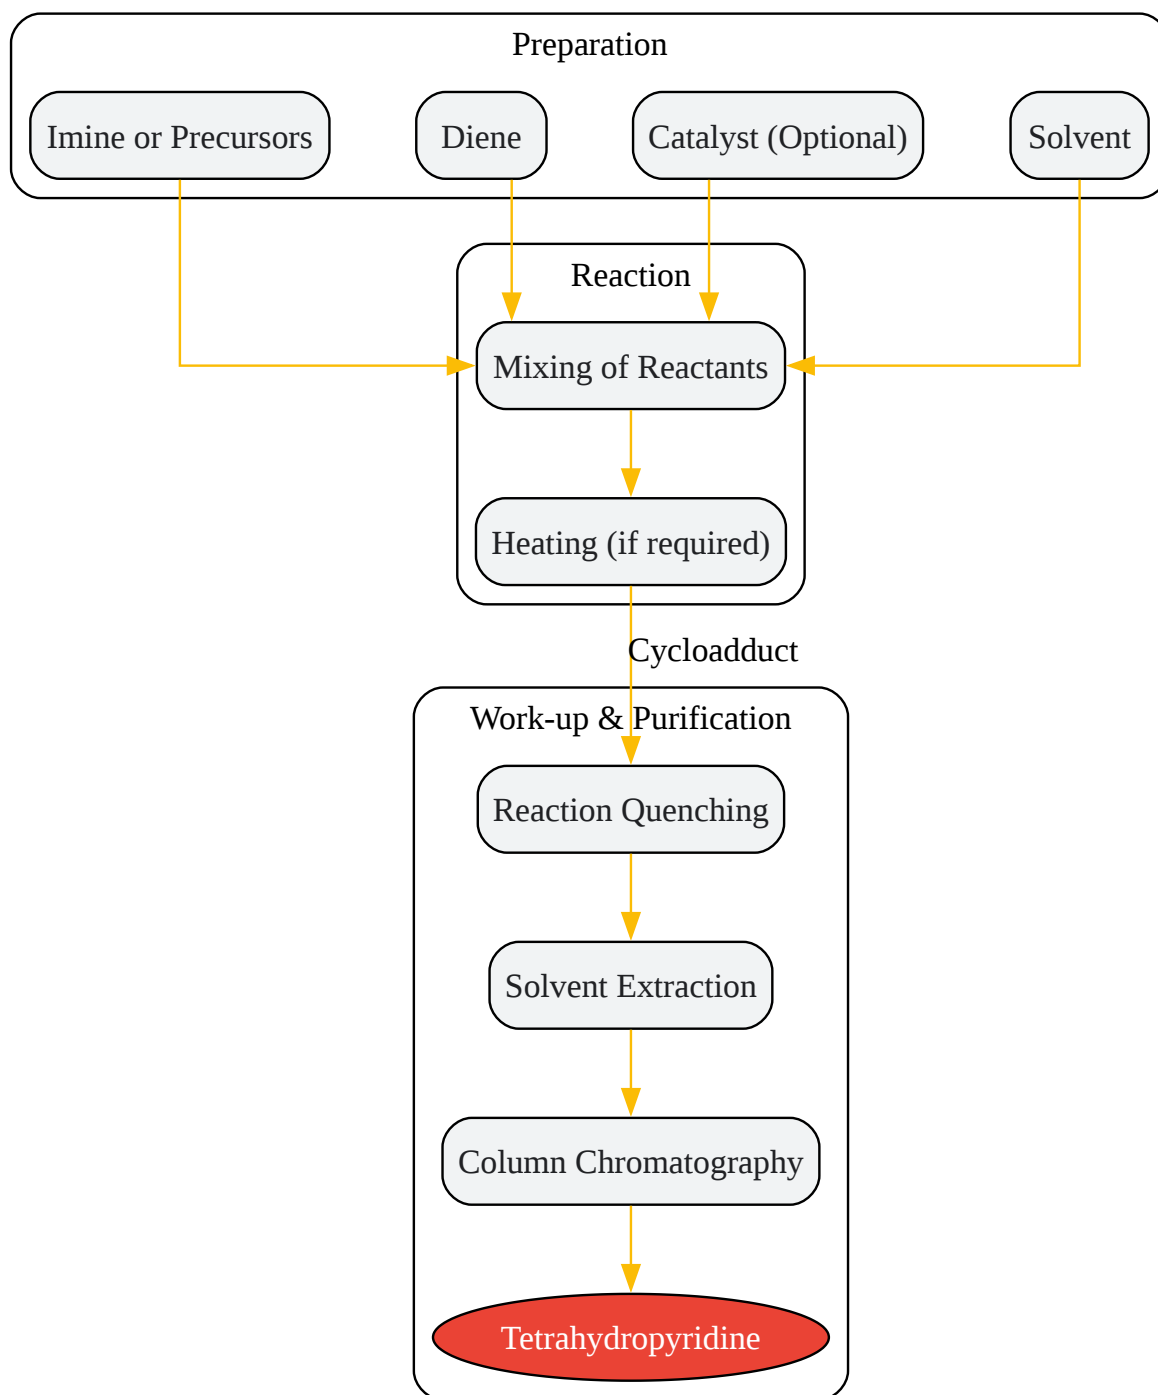 Preparation
Imine or Precursors
Diene
Catalyst (Optional)
Solvent
Reaction
Mixing of Reactants
Heating (if required)
Cycloadduct
Work-up & Purification
Reaction Quenching
Solvent Extraction
Column Chromatography
Tetrahydropyridine